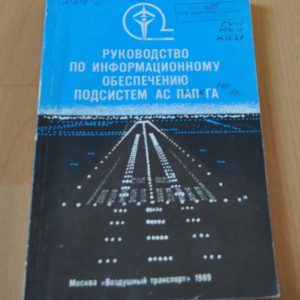 РУКОВОДСТВО
ПО ИНФОРМАЦИОННОМУ
ОБЕСПЕЧЕНИЮ
ПОДСИСТЕМ АС ПАП ГА
Москва «Воздушный транспорт» 1989